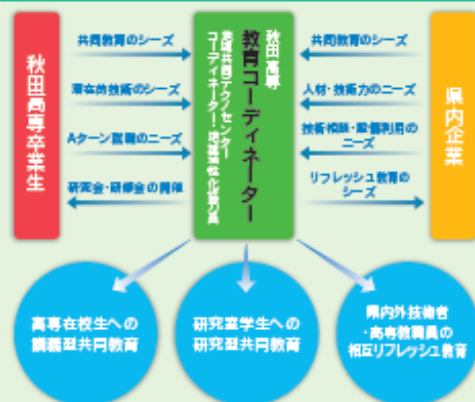 秋田高専卒業生
共同教育のシーズ
潜在的技術のシーズ
Aターン就職のニーズ
研究会・研修会の開催
秋田高専
教育コーディネーター
地域共同テクノセンター
コーディネーター・地域活性化教員
共同教育のシーズ
人材・技術力のニーズ
技術相談・設備利用の
ニーズ
リフレッシュ教育の
シーズ
県内企業
高専在校生への
講義型共同教育
研究室学生への
研究型共同教育
県内外技術者
・高専教職員の
相互リフレッシュ教育